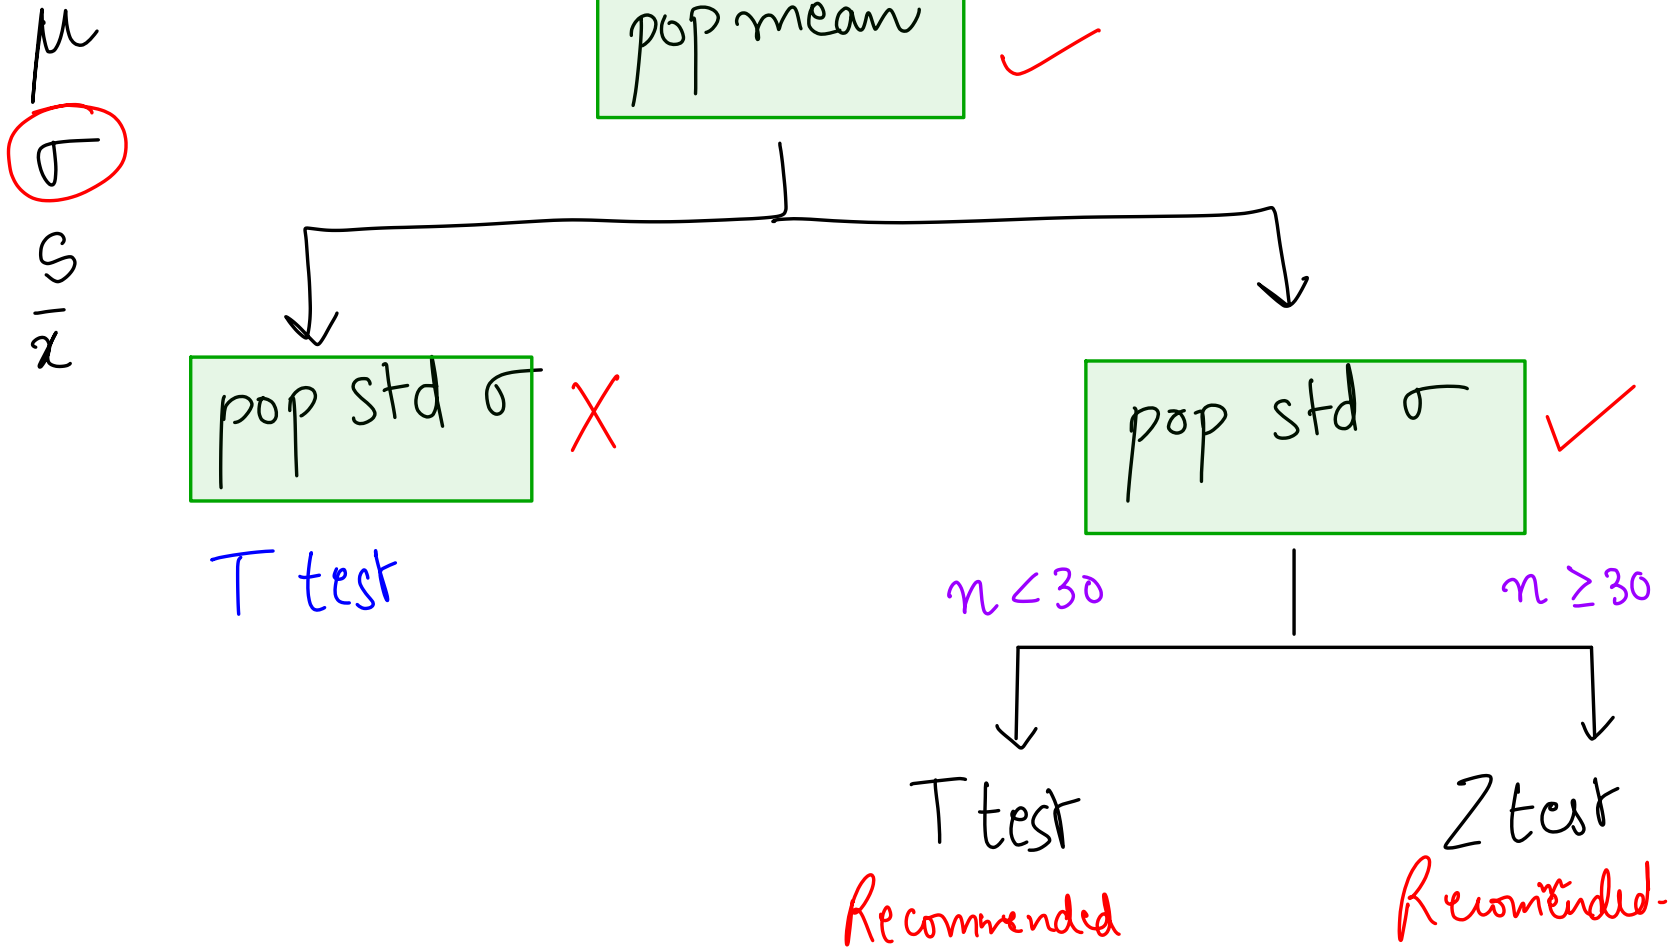 μ
σ
s
x̄
pop mean
pop std σ
pop std σ
T test
n < 30
n ≥ 30
T test
Z test
Recommended
Recommended